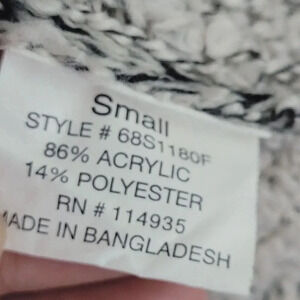 Small
STYLE # 68S1180F
86% ACRYLIC
14% POLYESTER
RN # 114935
MADE IN BANGLADESH